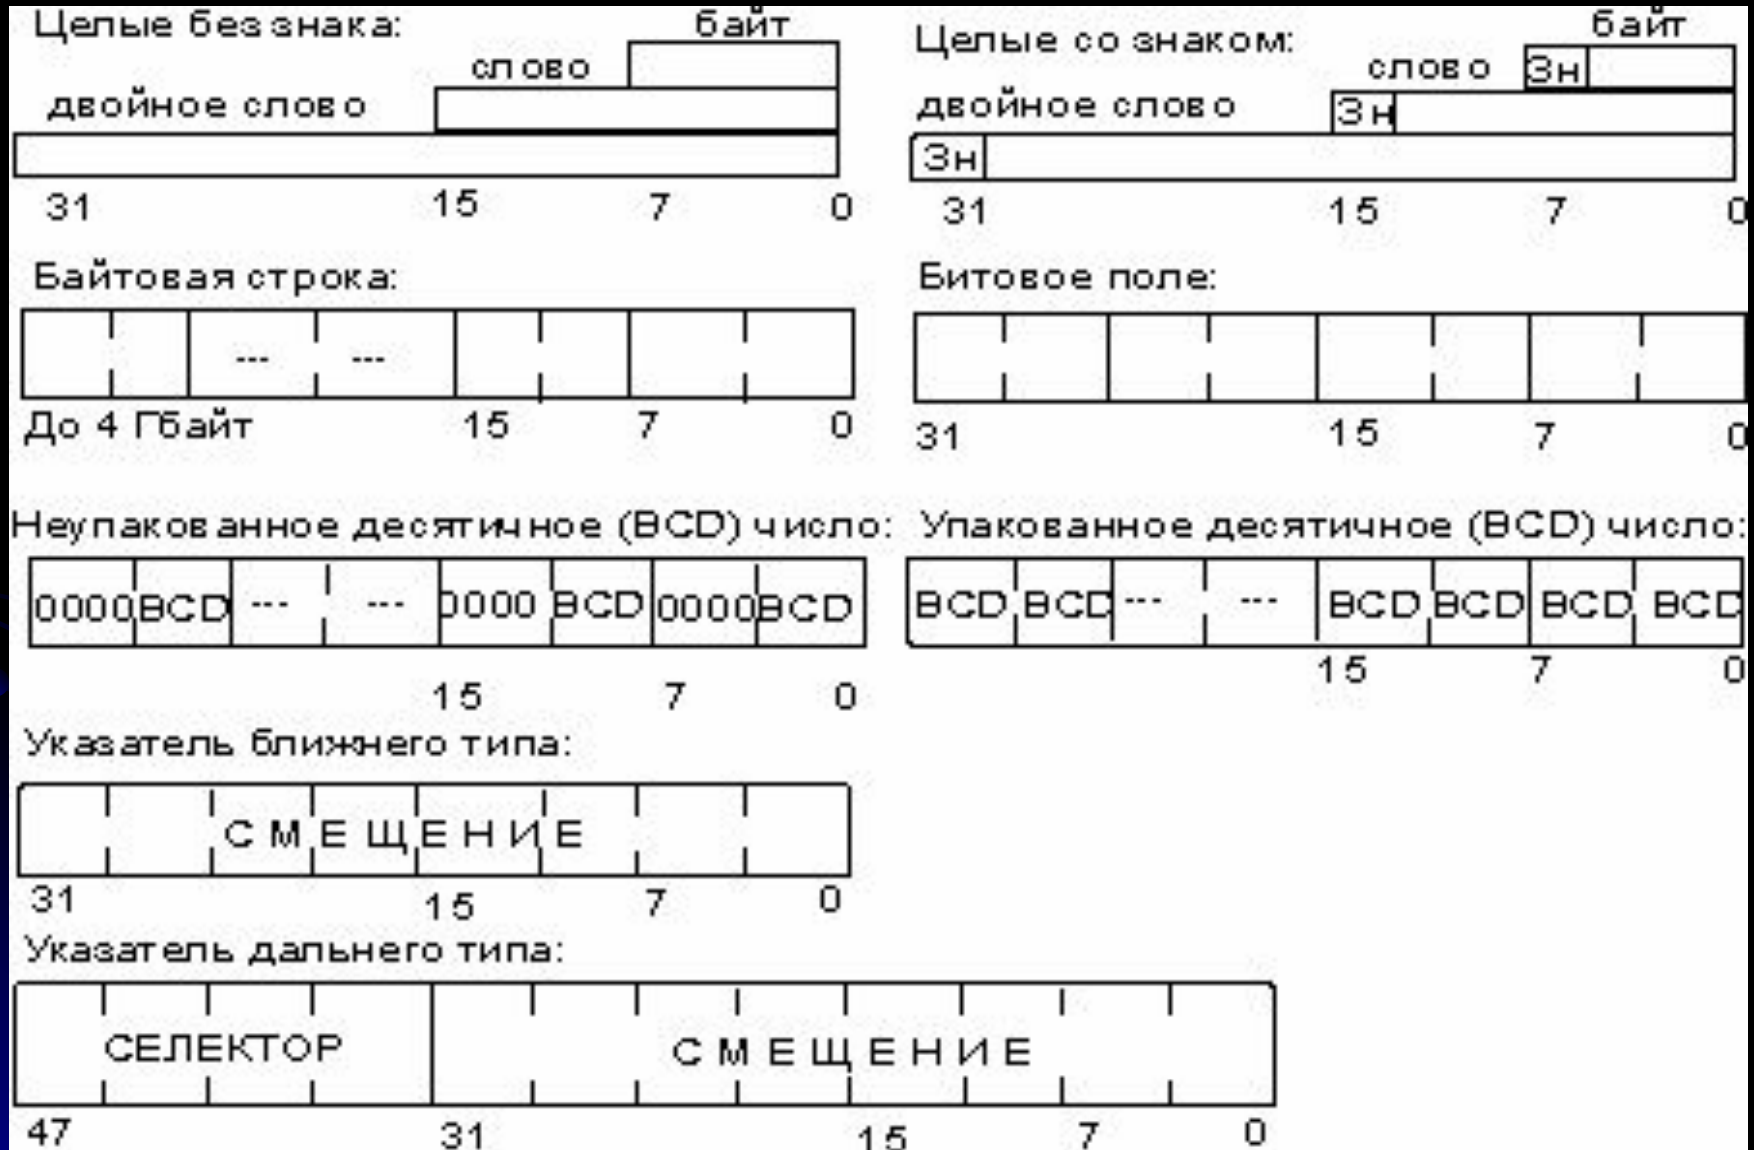 Целые без знака:
байт
слово
двойное слово
31 15 7 0
Целые со знаком:
байт
слово Зн
двойное слово Зн
Зн
31 15 7 0
Байтовая строка:
--- ---
До 4 Гбайт 15 7 0
Битовое поле:
31 15 7 0
Неупакованное десятичное (BCD) число:
0000 BCD --- --- 0000 BCD 0000 BCD
15 7 0
Упакованное десятичное (BCD) число:
BCD BCD --- --- BCD BCD BCD BCD
15 7 0
Указатель ближнего типа:
СМЕЩЕНИЕ
31 15 7 0
Указатель дальнего типа:
СЕЛЕКТОР СМЕЩЕНИЕ
47 31 15 7 0